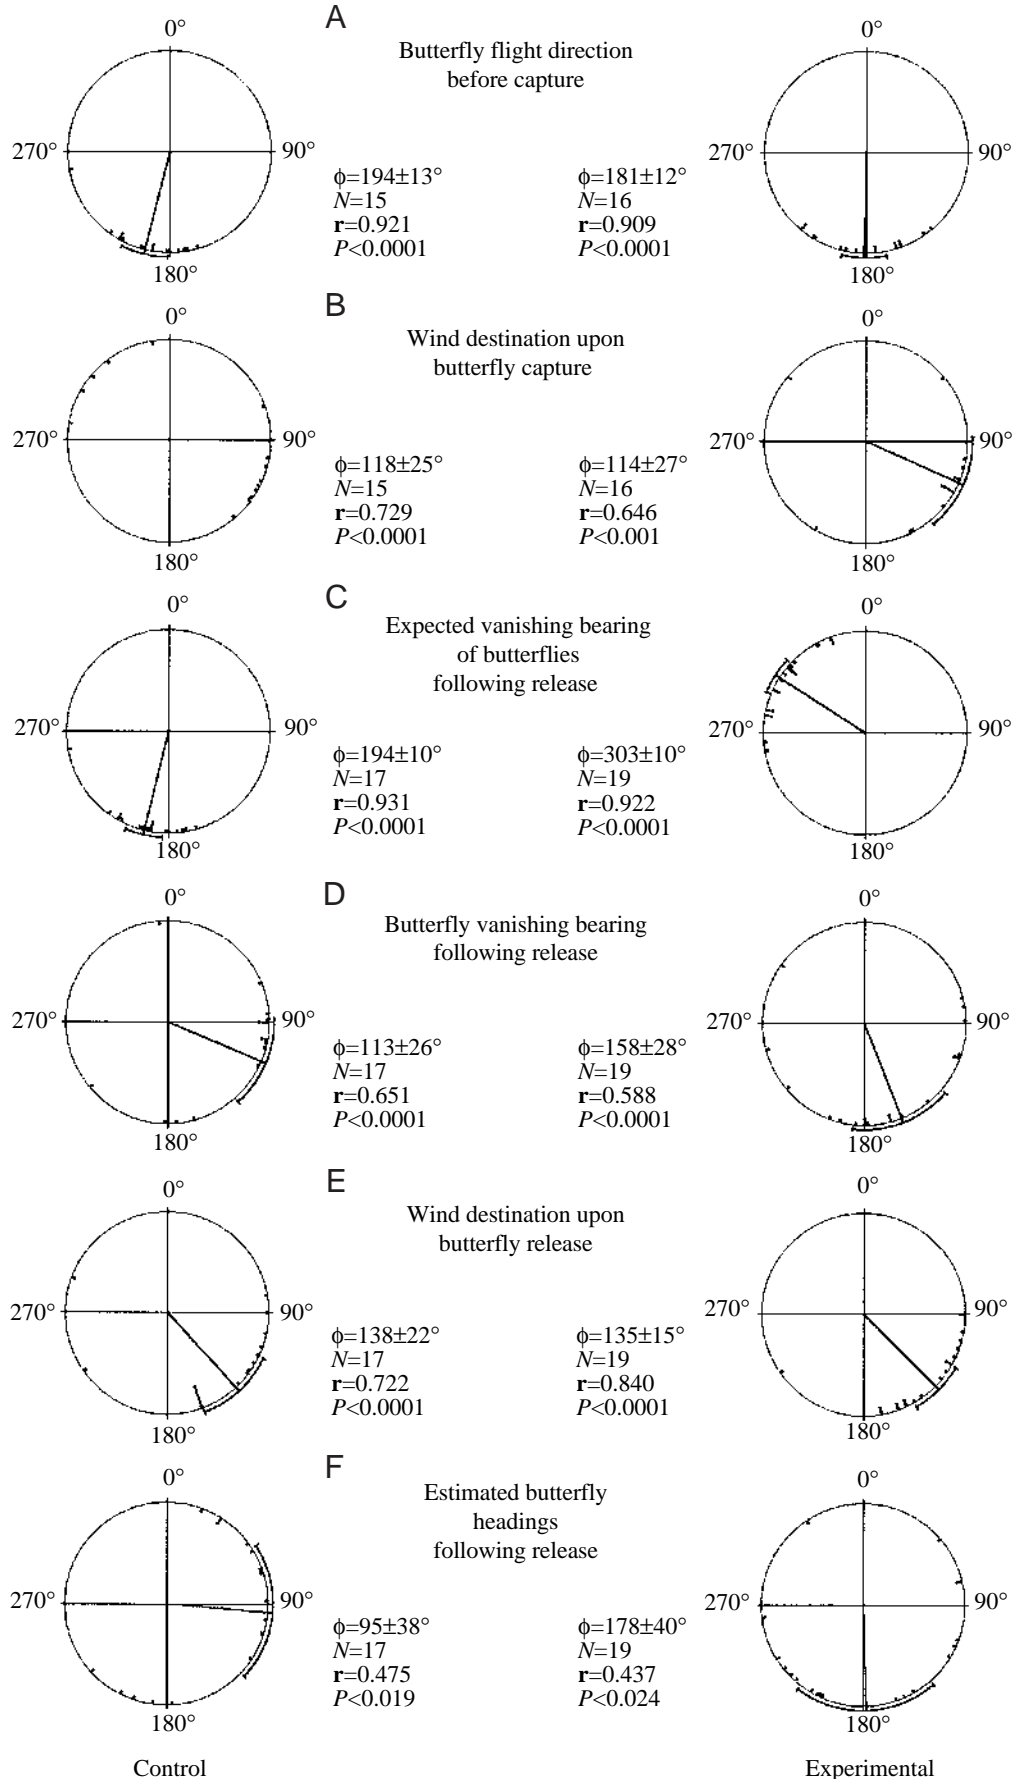 A
Butterfly flight direction
before capture
0°
270°
90°
180°
ϕ=194±13°
N=15
r=0.921
P<0.0001
ϕ=181±12°
N=16
r=0.909
P<0.0001
0°
270°
90°
180°
B
Wind destination upon
butterfly capture
0°
270°
90°
180°
ϕ=118±25°
N=15
r=0.729
P<0.0001
ϕ=114±27°
N=16
r=0.646
P<0.001
0°
270°
90°
180°
C
Expected vanishing bearing
of butterflies
following release
0°
270°
90°
180°
ϕ=194±10°
N=17
r=0.931
P<0.0001
ϕ=303±10°
N=19
r=0.922
P<0.0001
0°
270°
90°
180°
D
Butterfly vanishing bearing
following release
0°
270°
90°
180°
ϕ=113±26°
N=17
r=0.651
P<0.0001
ϕ=158±28°
N=19
r=0.588
P<0.0001
0°
270°
90°
180°
E
Wind destination upon
butterfly release
0°
270°
90°
180°
ϕ=138±22°
N=17
r=0.722
P<0.0001
ϕ=135±15°
N=19
r=0.840
P<0.0001
0°
270°
90°
180°
F
Estimated butterfly
headings
following release
0°
270°
90°
180°
ϕ=95±38°
N=17
r=0.475
P<0.019
ϕ=178±40°
N=19
r=0.437
P<0.024
0°
270°
90°
180°
Control
Experimental